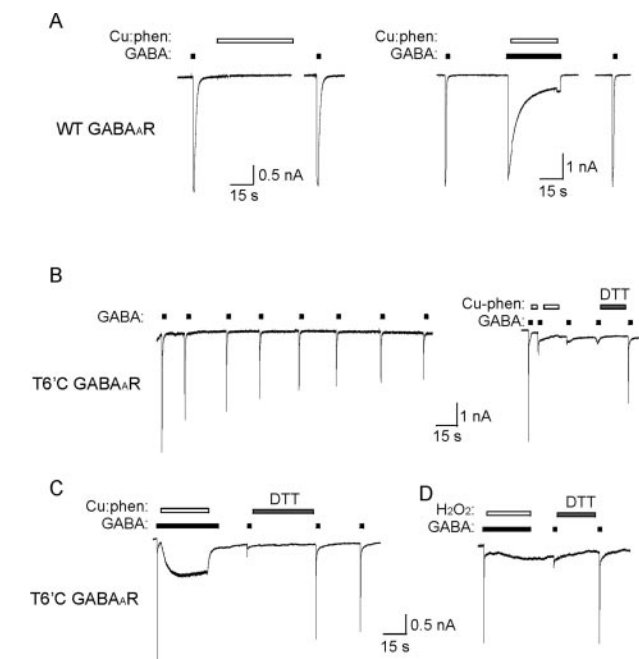 A
Cu:phen:
GABA:
Cu:phen:
GABA:
WT GABAAR
0.5 nA
15 s
1 nA
15 s
B
GABA:
Cu-phen:
DTT
GABA:
T6'C GABAAR
1 nA
15 s
C
Cu:phen:
DTT
GABA:
D
H2O2:
DTT
GABA:
T6'C GABAAR
0.5 nA
15 s